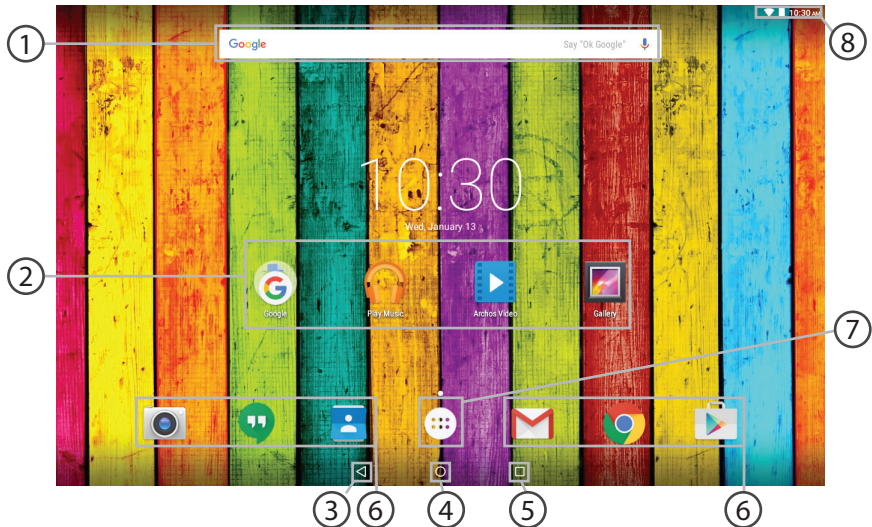 1
Google
Say "Ok Google"
10:30 AM
8
10:30
Wed, January 13
2
Google
Play Music
Archos Video
Gallery
7
3
6
4
5
6